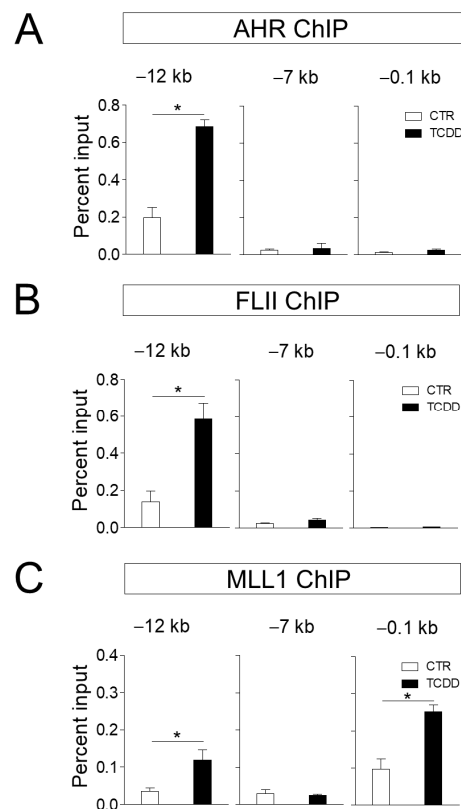 A
AHR ChIP
–12 kb –7 kb –0.1 kb
Percent input
0.8
0.6
0.4
0.2
0.0
*
CTR
TCDD
B
FLII ChIP
–12 kb –7 kb –0.1 kb
Percent input
0.8
0.6
0.4
0.2
0.0
*
CTR
TCDD
C
MLL1 ChIP
–12 kb –7 kb –0.1 kb
Percent input
0.4
0.3
0.2
0.1
0.0
*
CTR
TCDD
*